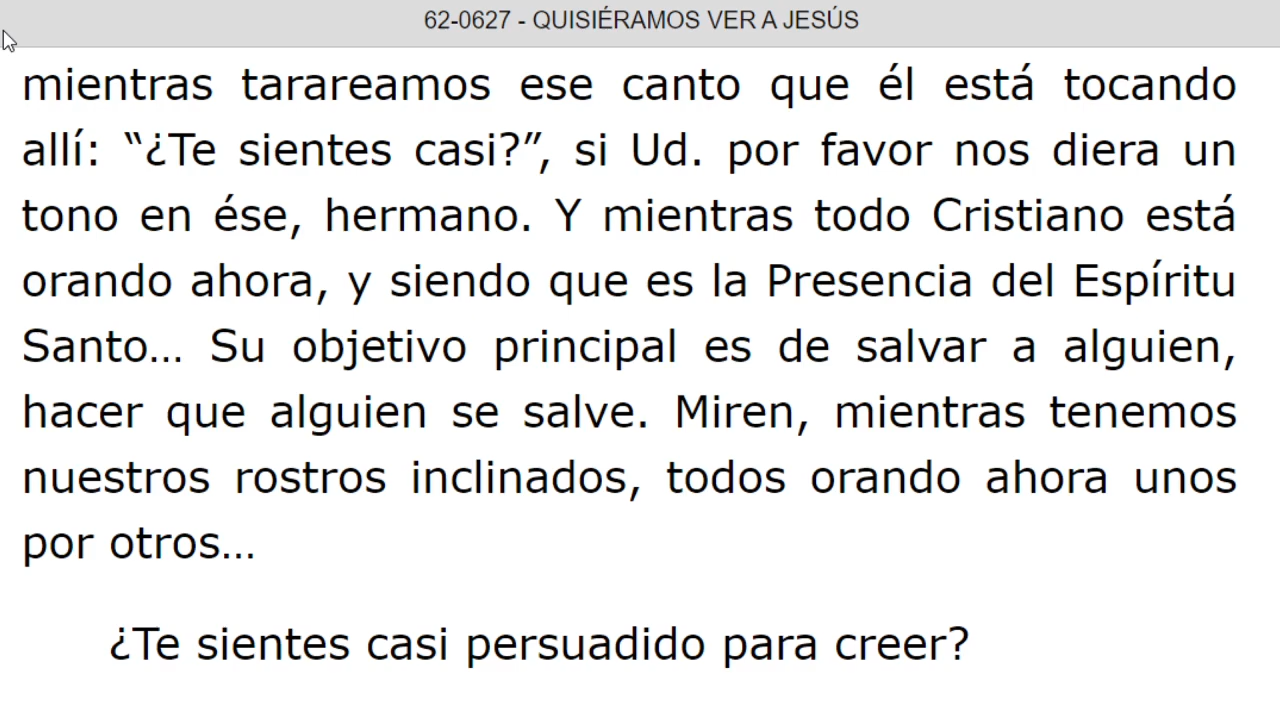 62-0627 - QUISIÉRAMOS VER A JESÚS
mientras tarareamos ese canto que él está tocando
allí: “¿Te sientes casi?”, si Ud. por favor nos diera un
tono en ése, hermano. Y mientras todo Cristiano está
orando ahora, y siendo que es la Presencia del Espíritu
Santo… Su objetivo principal es de salvar a alguien,
hacer que alguien se salve. Miren, mientras tenemos
nuestros rostros inclinados, todos orando ahora unos
por otros…
¿Te sientes casi persuadido para creer?